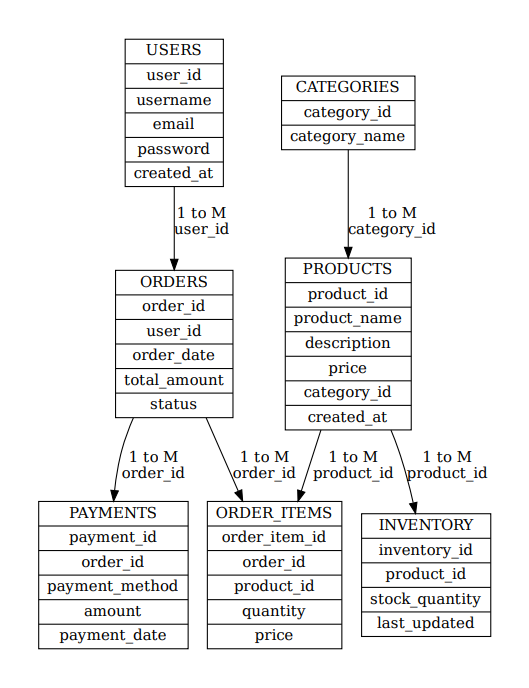 USERS
user_id
username
email
password
created_at
CATEGORIES
category_id
category_name
1 to M
user_id
1 to M
category_id
ORDERS
order_id
user_id
order_date
total_amount
status
PRODUCTS
product_id
product_name
description
price
category_id
created_at
1 to M
order_id
1 to M
order_id
1 to M
product_id
1 to M
product_id
PAYMENTS
payment_id
order_id
payment_method
amount
payment_date
ORDER_ITEMS
order_item_id
order_id
product_id
quantity
price
INVENTORY
inventory_id
product_id
stock_quantity
last_updated